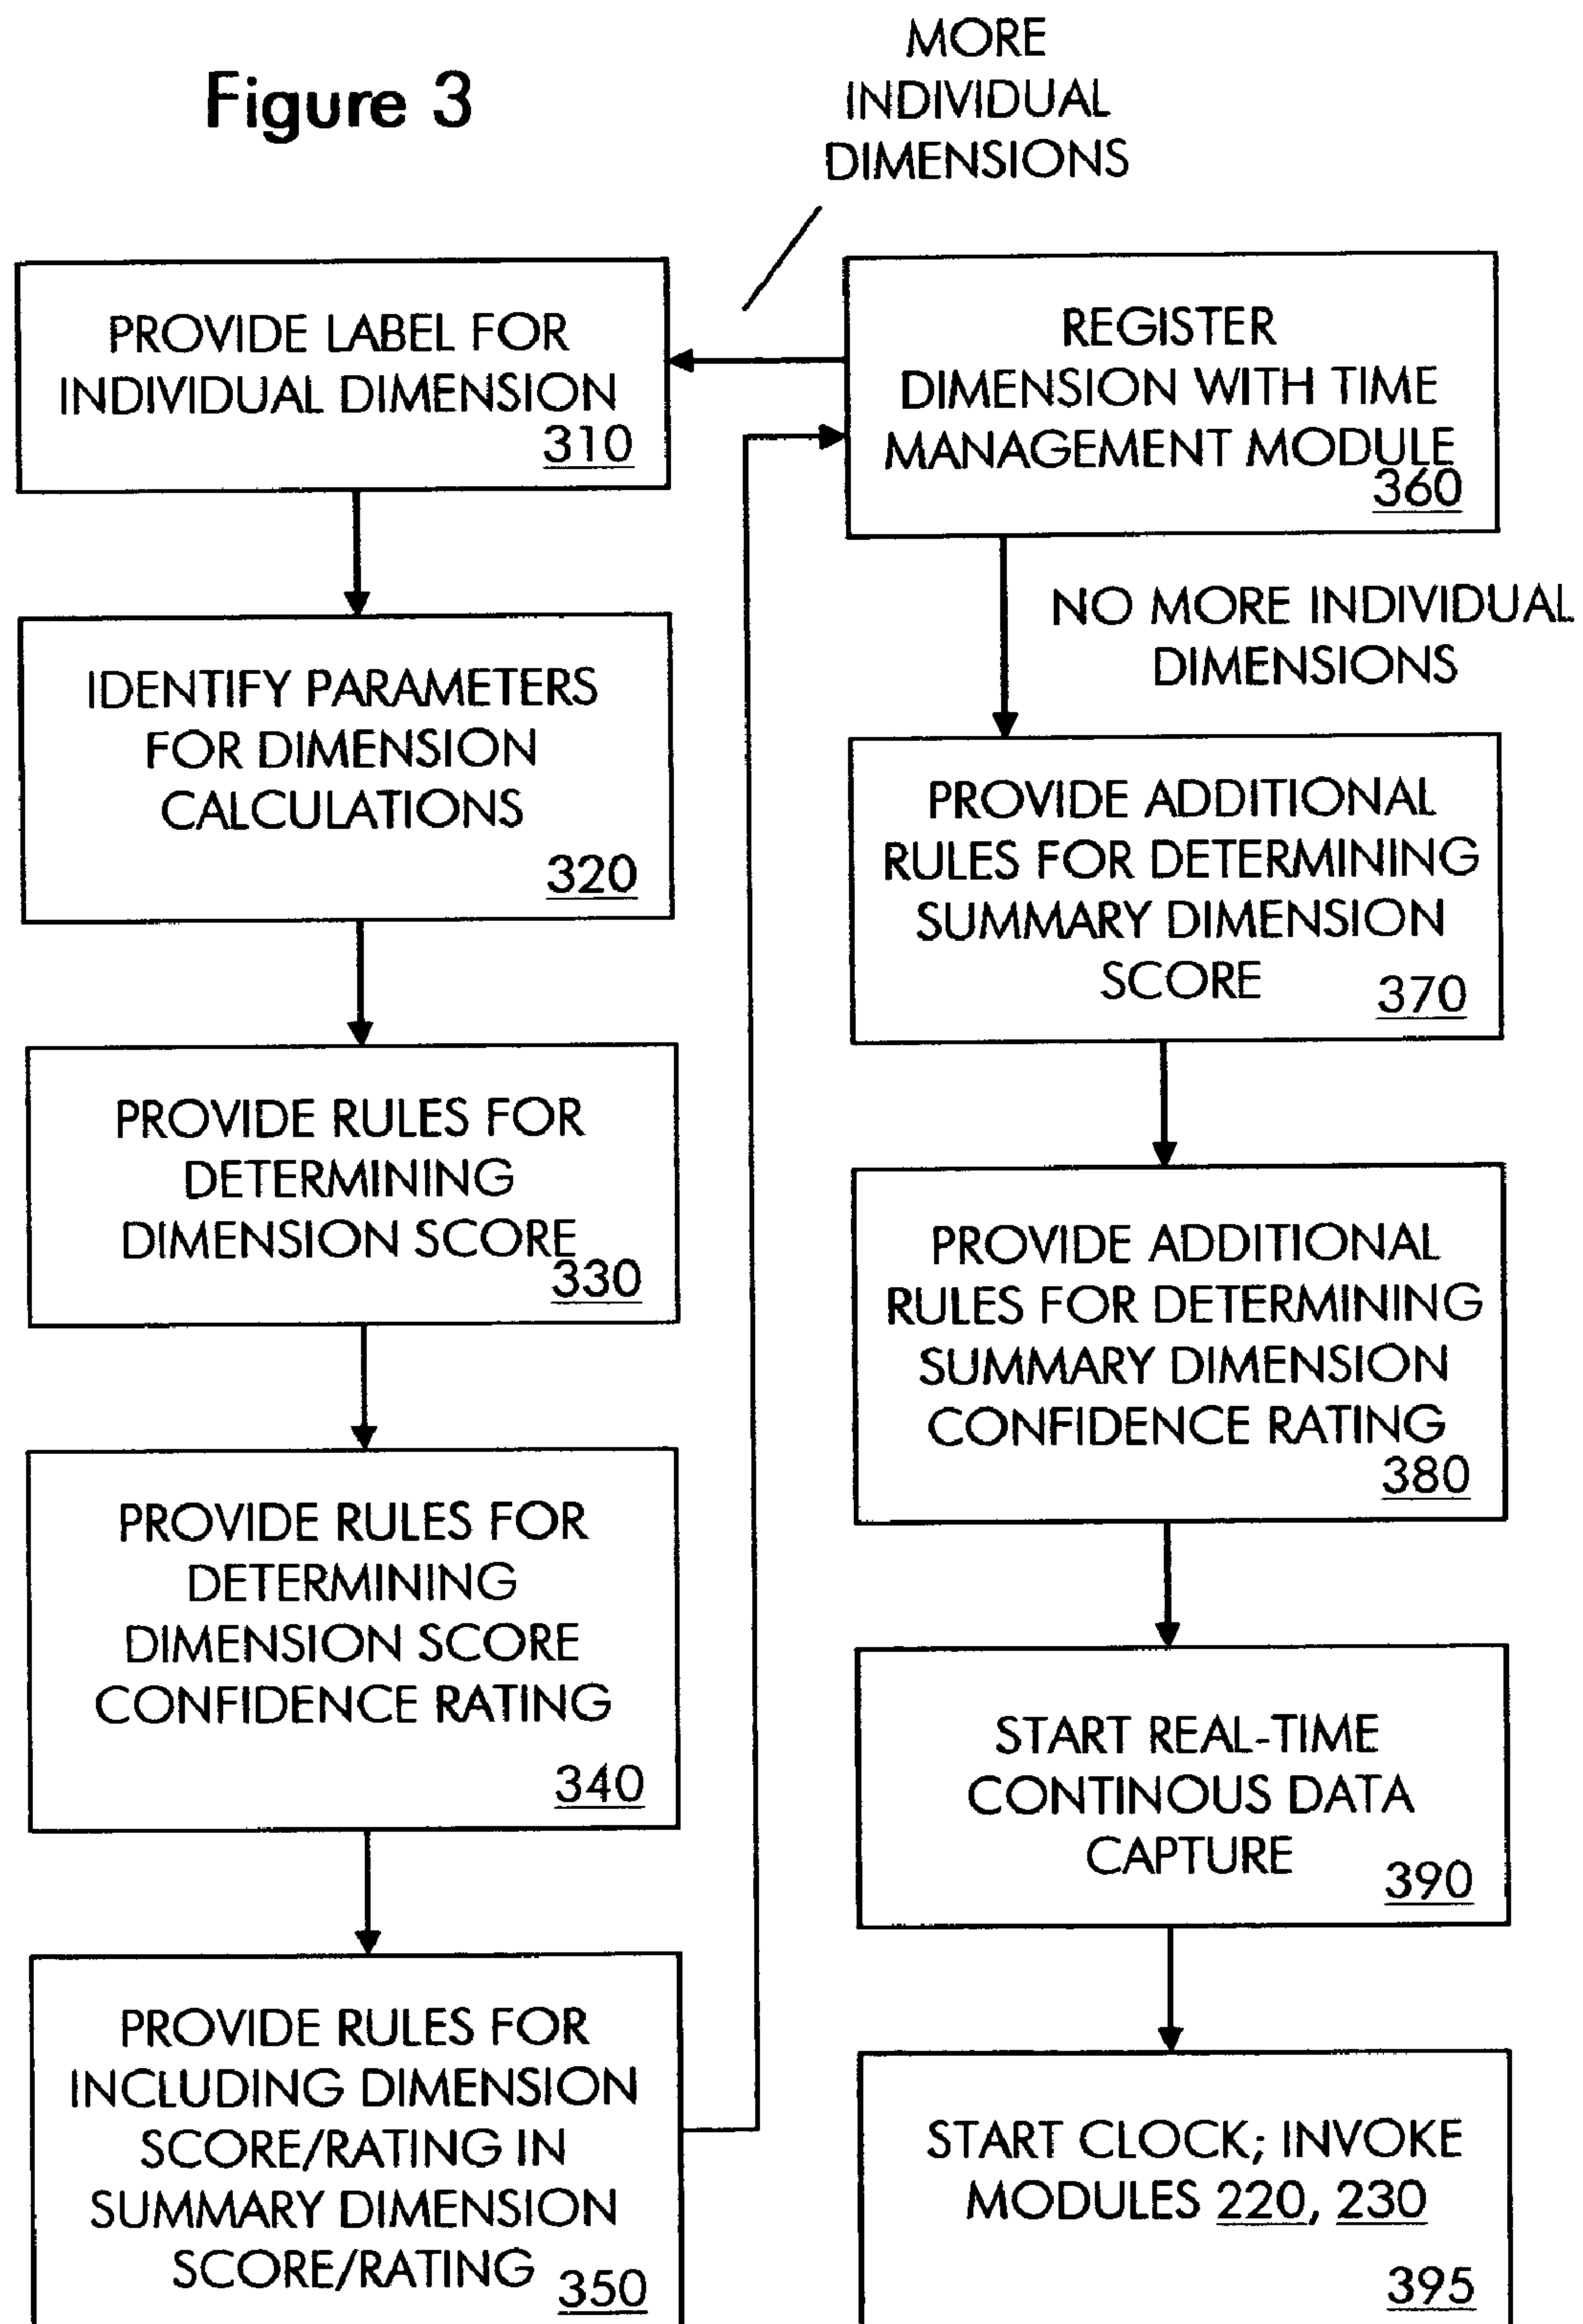 Figure 3
MORE
INDIVIDUAL
DIMENSIONS
PROVIDE LABEL FOR
INDIVIDUAL DIMENSION
310
IDENTIFY PARAMETERS
FOR DIMENSION
CALCULATIONS
320
PROVIDE RULES FOR
DETERMINING
DIMENSION SCORE
330
PROVIDE RULES FOR
DETERMINING
DIMENSION SCORE
CONFIDENCE RATING
340
PROVIDE RULES FOR
INCLUDING DIMENSION
SCORE/RATING IN
SUMMARY DIMENSION
SCORE/RATING
350
REGISTER
DIMENSION WITH TIME
MANAGEMENT MODULE
360
NO MORE INDIVIDUAL
DIMENSIONS
PROVIDE ADDITIONAL
RULES FOR DETERMINING
SUMMARY DIMENSION
SCORE 370
PROVIDE ADDITIONAL
RULES FOR DETERMINING
SUMMARY DIMENSION
CONFIDENCE RATING
380
START REAL-TIME
CONTINOUS DATA
CAPTURE
390
START CLOCK; INVOKE
MODULES 220, 230
395